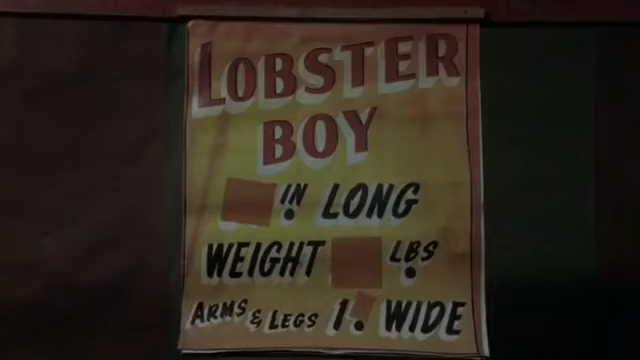 LOBSTER
BOY
IN LONG
WEIGHT LBS
ARMS & LEGS 1. WIDE